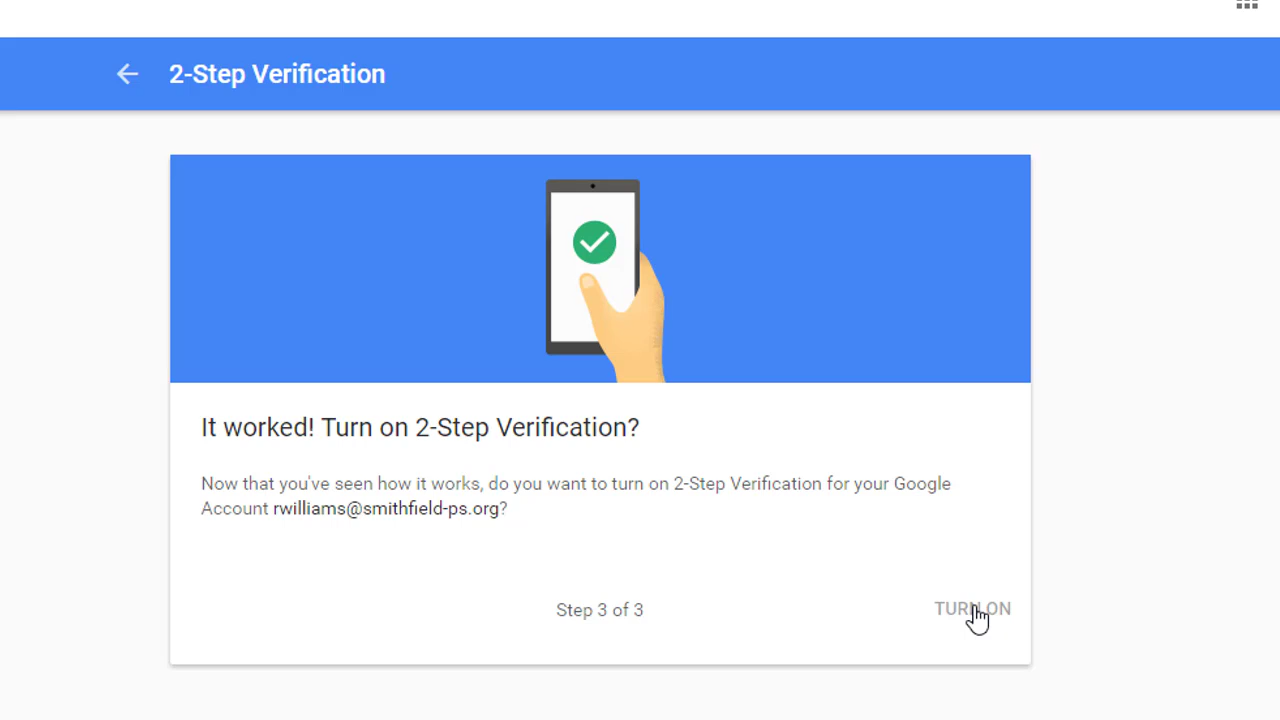 2-Step Verification
It worked! Turn on 2-Step Verification?
Now that you've seen how it works, do you want to turn on 2-Step Verification for your Google
Account rwilliams@smithfield-ps.org?
Step 3 of 3
TURN ON